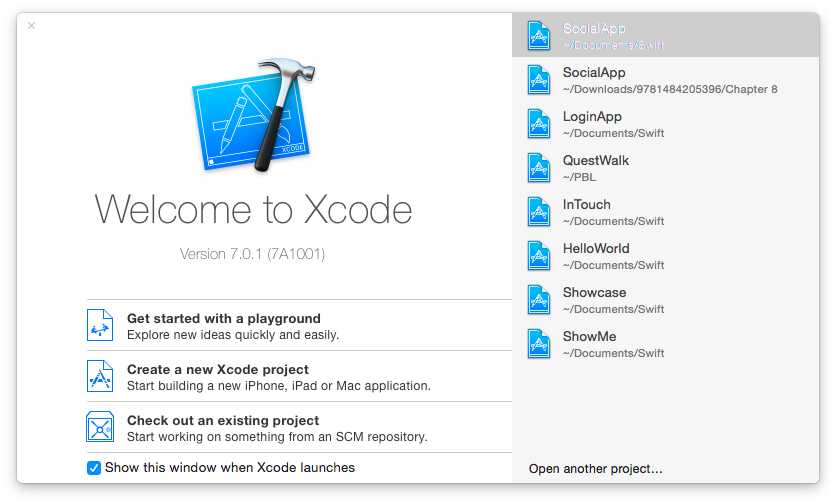 Welcome to Xcode
Version 7.0.1 (7A1001)
Get started with a playground
Explore new ideas quickly and easily.
Create a new Xcode project
Start building a new iPhone, iPad or Mac application.
Check out an existing project
Start working on something from an SCM repository.
Show this window when Xcode launches
XCODE
SocialApp
~/Documents/Swift
SocialApp
~/Downloads/9781484205396/Chapter 8
LoginApp
~/Documents/Swift
QuestWalk
~/PBL
InTouch
~/Documents/Swift
HelloWorld
~/Documents/Swift
Showcase
~/Documents/Swift
ShowMe
~/Documents/Swift
Open another project...